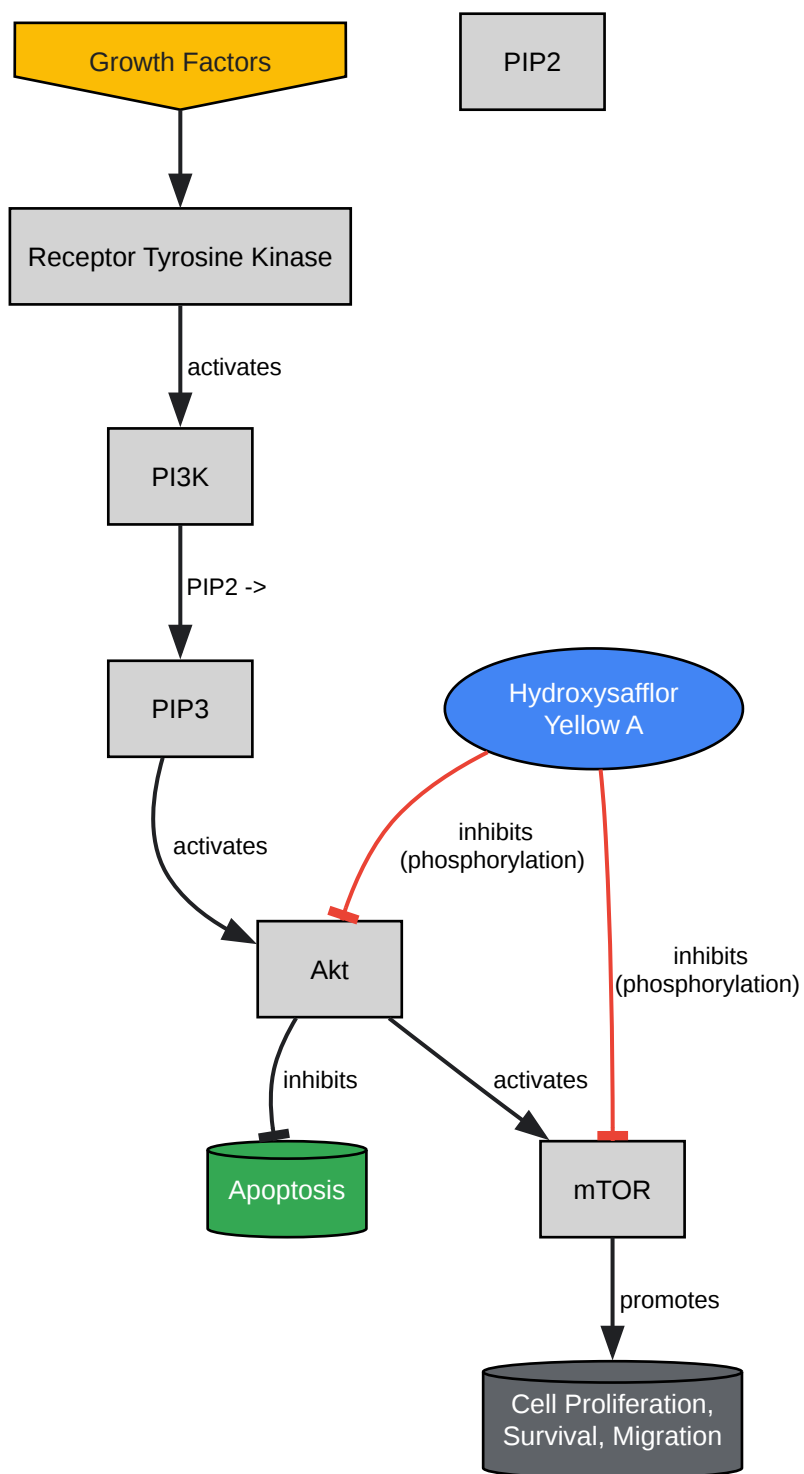 Growth Factors
PIP2
Receptor Tyrosine Kinase
activates
PI3K
PIP2 ->
PIP3
Hydroxysafflor
Yellow A
activates
inhibits
(phosphorylation)
inhibits
(phosphorylation)
Akt
inhibits
activates
Apoptosis
mTOR
promotes
Cell Proliferation,
Survival, Migration